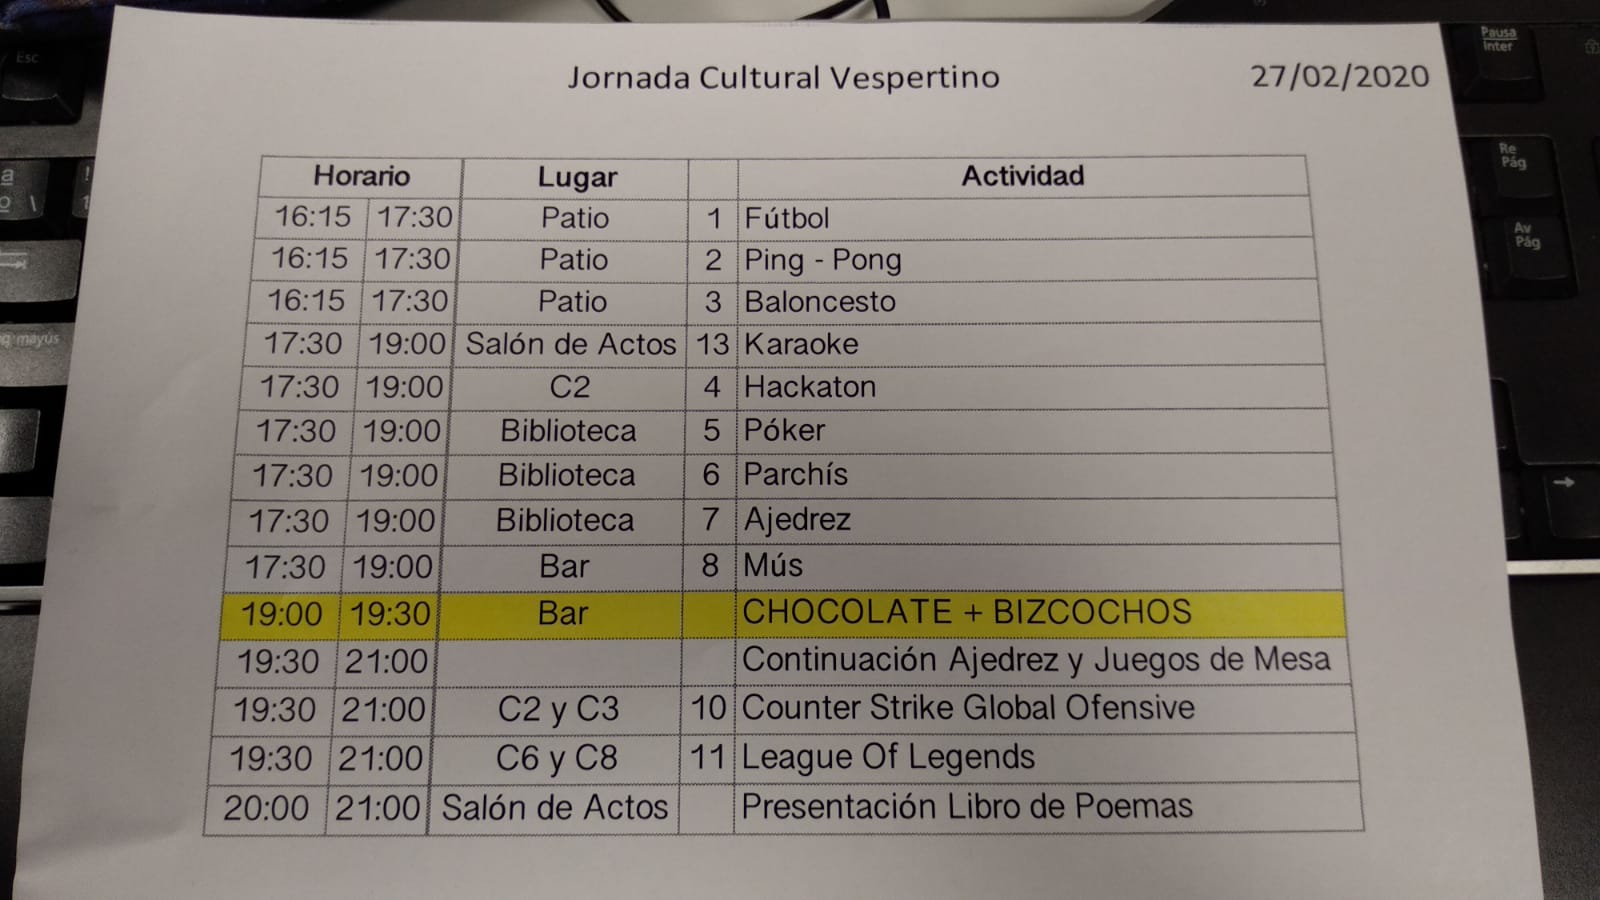 Jornada Cultural Vespertino 27/02/2020
Horario Lugar Actividad
16:15 17:30 Patio 1 Fútbol
16:15 17:30 Patio 2 Ping - Pong
16:15 17:30 Patio 3 Baloncesto
17:30 19:00 Salón de Actos 13 Karaoke
17:30 19:00 C2 4 Hackaton
17:30 19:00 Biblioteca 5 Póker
17:30 19:00 Biblioteca 6 Parchís
17:30 19:00 Biblioteca 7 Ajedrez
17:30 19:00 Bar 8 Mús
19:00 19:30 Bar CHOCOLATE + BIZCOCHOS
19:30 21:00 Continuación Ajedrez y Juegos de Mesa
19:30 21:00 C2 y C3 10 Counter Strike Global Ofensive
19:30 21:00 C6 y C8 11 League Of Legends
20:00 21:00 Salón de Actos Presentación Libro de Poemas
Esc
ª
º \
!
mayús
Pausa
Inter
Re
Pág
Av
Pág